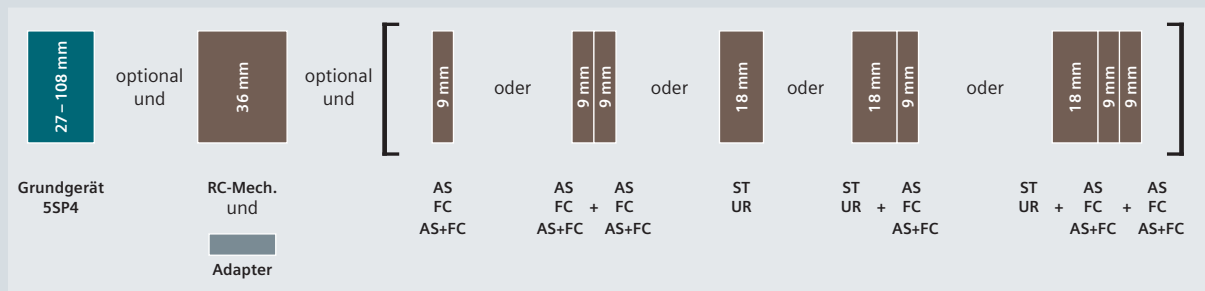 27 – 108 mm
optional
und
36 mm
optional
und
9 mm
oder
9 mm
9 mm
oder
18 mm
oder
18 mm
9 mm
oder
18 mm
9 mm
9 mm
Grundgerät
5SP4
RC-Mech.
und
Adapter
AS
FC
AS+FC
AS AS
FC + FC
AS+FC AS+FC
ST
UR
ST AS
UR + FC
AS+FC
ST AS AS
UR + FC + FC
AS+FC AS+FC